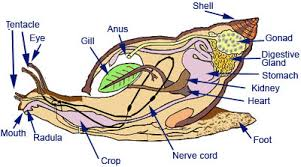 Shell
Tentacle
Eye
Anus
Gill
Gonad
Digestive
Gland
Stomach
Kidney
Heart
Mouth
Radula
Crop
Nerve cord
Foot